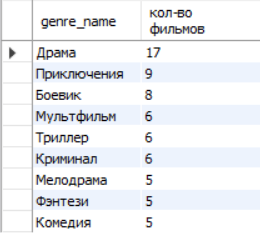 genre_name кол-во фильмов
Драма 17
Приключения 9
Боевик 8
Мультфильм 6
Триллер 6
Криминал 6
Мелодрама 5
Фэнтези 5
Комедия 5